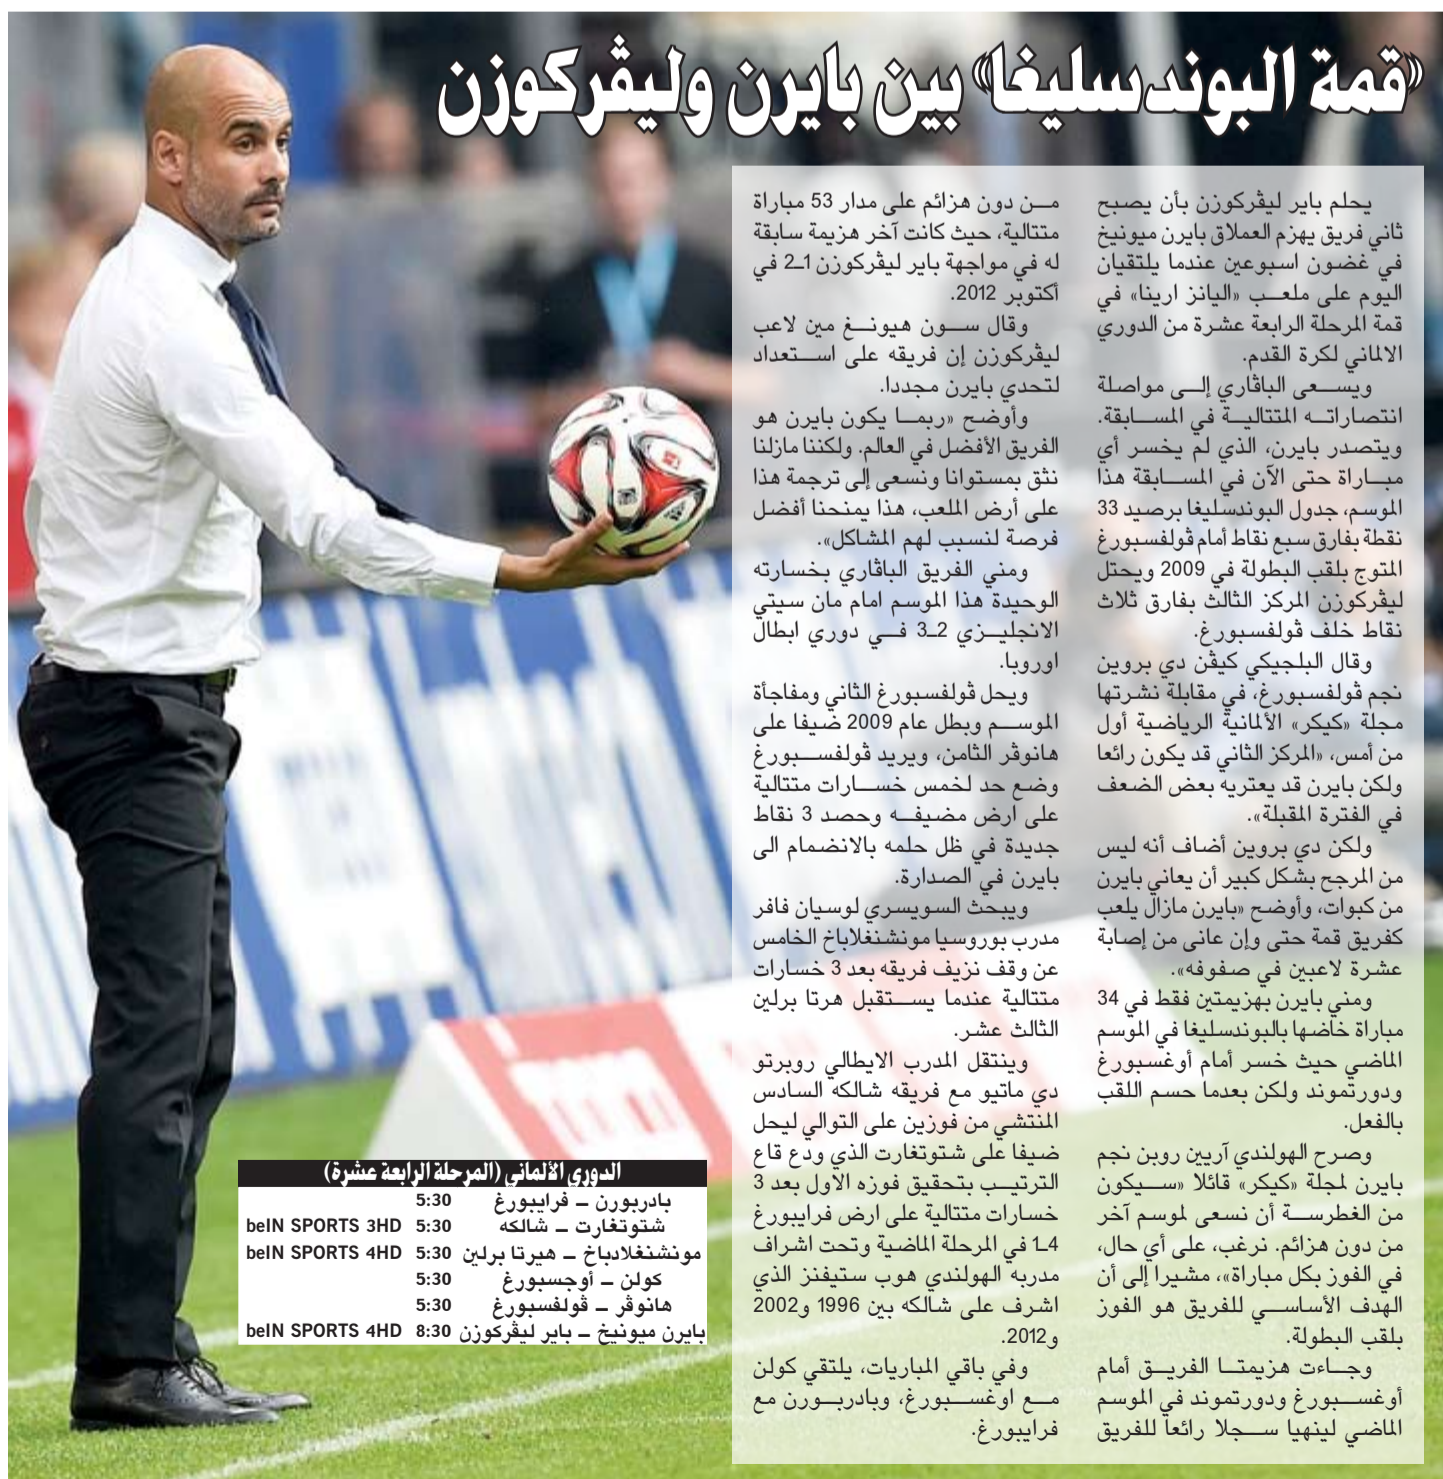 «قمة البوندسليغا» بين بايرن وليڤركوزن
يحلم باير ليڤركوزن بأن يصبح
ثاني فريق يهزم العملاق بايرن ميونيخ
في غضون اسبوعين عندما يلتقيان
اليوم على ملعب «اليانز ارينا» في
قمة المرحلة الرابعة عشرة من الدوري
الالماني لكرة القدم.
ويسعى الباڤاري إلى مواصلة
انتصاراته المتتالية في المسابقة.
ويتصدر بايرن، الذي لم يخسر أي
مباراة حتى الآن في المسابقة هذا
الموسم، جدول البوندسليغا برصيد 33
نقطة بفارق سبع نقاط أمام ڤولفسبورغ
المتوج بلقب البطولة في 2009 ويحتل
ليڤركوزن المركز الثالث بفارق ثلاث
نقاط خلف ڤولفسبورغ.
وقال البلجيكي كيڤن دي بروين
نجم ڤولفسبورغ، في مقابلة نشرتها
مجلة «كيكر» الألمانية الرياضية أول
من أمس، «المركز الثاني قد يكون رائعا
ولكن بايرن قد يعتريه بعض الضعف
في الفترة المقبلة».
ولكن دي بروين أضاف أنه ليس
من المرجح بشكل كبير أن يعاني بايرن
من كبوات، وأوضح «بايرن مازال يلعب
كفريق قمة حتى وإن عانى من إصابة
عشرة لاعبين في صفوفه».
ومني بايرن بهزيمتين فقط في 34
مباراة خاضها بالبوندسليغا في الموسم
الماضي حيث خسر أمام أوغسبورغ
ودورتموند ولكن بعدما حسم اللقب
بالفعل.
وصرح الهولندي آريين روبن نجم
بايرن لمجلة «كيكر» قائلا «سيكون
من الغطرسة أن نسعى لموسم آخر
من دون هزائم. نرغب، على أي حال،
في الفوز بكل مباراة»، مشيرا إلى أن
الهدف الأساسي للفريق هو الفوز
بلقب البطولة.
وجاءت هزيمتا الفريق أمام
أوغسبورغ ودورتموند في الموسم
الماضي لينهيا سجلا رائعا للفريق
من دون هزائم على مدار 53 مباراة
متتالية، حيث كانت آخر هزيمة سابقة
له في مواجهة باير ليڤركوزن 1ـ2 في
أكتوبر 2012.
وقال سون هيونغ مين لاعب
ليڤركوزن إن فريقه على استعداد
لتحدي بايرن مجددا.
وأوضح «ربما يكون بايرن هو
الفريق الأفضل في العالم. ولكننا مازلنا
نثق بمستوانا ونسعى إلى ترجمة هذا
على أرض الملعب، هذا يمنحنا أفضل
فرصة لنسبب لهم المشاكل».
ومني الفريق الباڤاري بخسارته
الوحيدة هذا الموسم امام مان سيتي
الانجليزي 2ـ3 في دوري ابطال
اوروبا.
ويحل ڤولفسبورغ الثاني ومفاجأة
الموسم وبطل عام 2009 ضيفا على
هانوڤر الثامن، ويريد ڤولفسبورغ
وضع حد لخمس خسارات متتالية
على ارض مضيفه وحصد 3 نقاط
جديدة في ظل حلمه بالانضمام الى
بايرن في الصدارة.
ويبحث السويسري لوسيان فافر
مدرب بوروسيا مونشنغلاباخ الخامس
عن وقف نزيف فريقه بعد 3 خسارات
متتالية عندما يستقبل هرتا برلين
الثالث عشر.
وينتقل المدرب الايطالي روبرتو
دي ماتيو مع فريقه شالكه السادس
المنتشي من فوزين على التوالي ليحل
ضيفا على شتوتغارت الذي ودع قاع
الترتيب بتحقيق فوزه الاول بعد 3
خسارات متتالية على ارض فرايبورغ
4ـ1 في المرحلة الماضية وتحت اشراف
مدربه الهولندي هوب ستيفنز الذي
اشرف على شالكه بين 1996 و2002
و2012.
وفي باقي المباريات، يلتقي كولن
مع اوغسبورغ، وبادربورن مع
فرايبورغ.
الدوري الألماني (المرحلة الرابعة عشرة)
بادربورن – فرايبورغ 5:30
شتوتغارت – شالكه 5:30 beIN SPORTS 3HD
مونشنغلادباخ – هيرتا برلين 5:30 beIN SPORTS 4HD
كولن – أوجسبورغ 5:30
هانوڤر – ڤولفسبورغ 5:30
بايرن ميونيخ – باير ليڤركوزن 8:30 beIN SPORTS 4HD